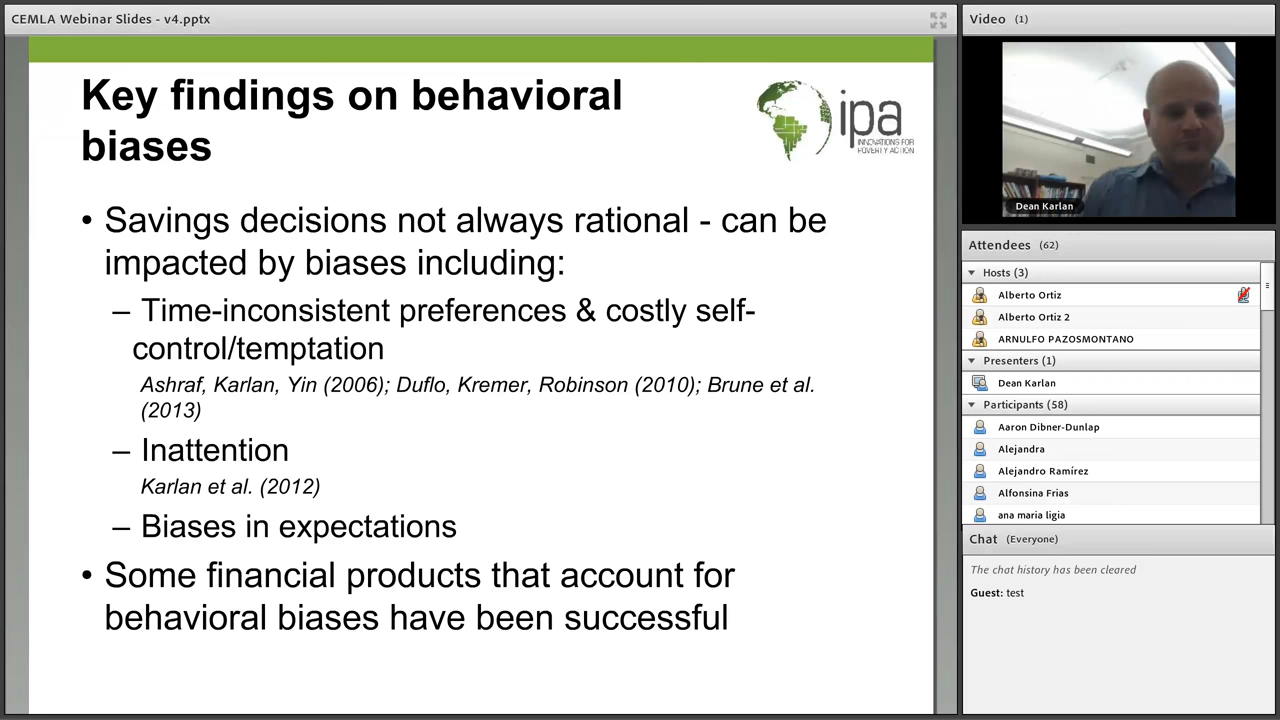 CEMLA Webinar Slides - v4.pptx
Key findings on behavioral
biases
ipa
INNOVATIONS FOR
POVERTY ACTION
• Savings decisions not always rational - can be
impacted by biases including:
– Time-inconsistent preferences & costly self-
control/temptation
Ashraf, Karlan, Yin (2006); Duflo, Kremer, Robinson (2010); Brune et al.
(2013)
– Inattention
Karlan et al. (2012)
– Biases in expectations
• Some financial products that account for
behavioral biases have been successful
Video (1)
Dean Karlan
Attendees (62)
Hosts (3)
Alberto Ortiz
Alberto Ortiz 2
ARNULFO PAZOSMONTANO
Presenters (1)
Dean Karlan
Participants (58)
Aaron Dibner-Dunlap
Alejandra
Alejandro Ramírez
Alfonsina Frias
ana maria ligia
Chat (Everyone)
The chat history has been cleared
Guest: test